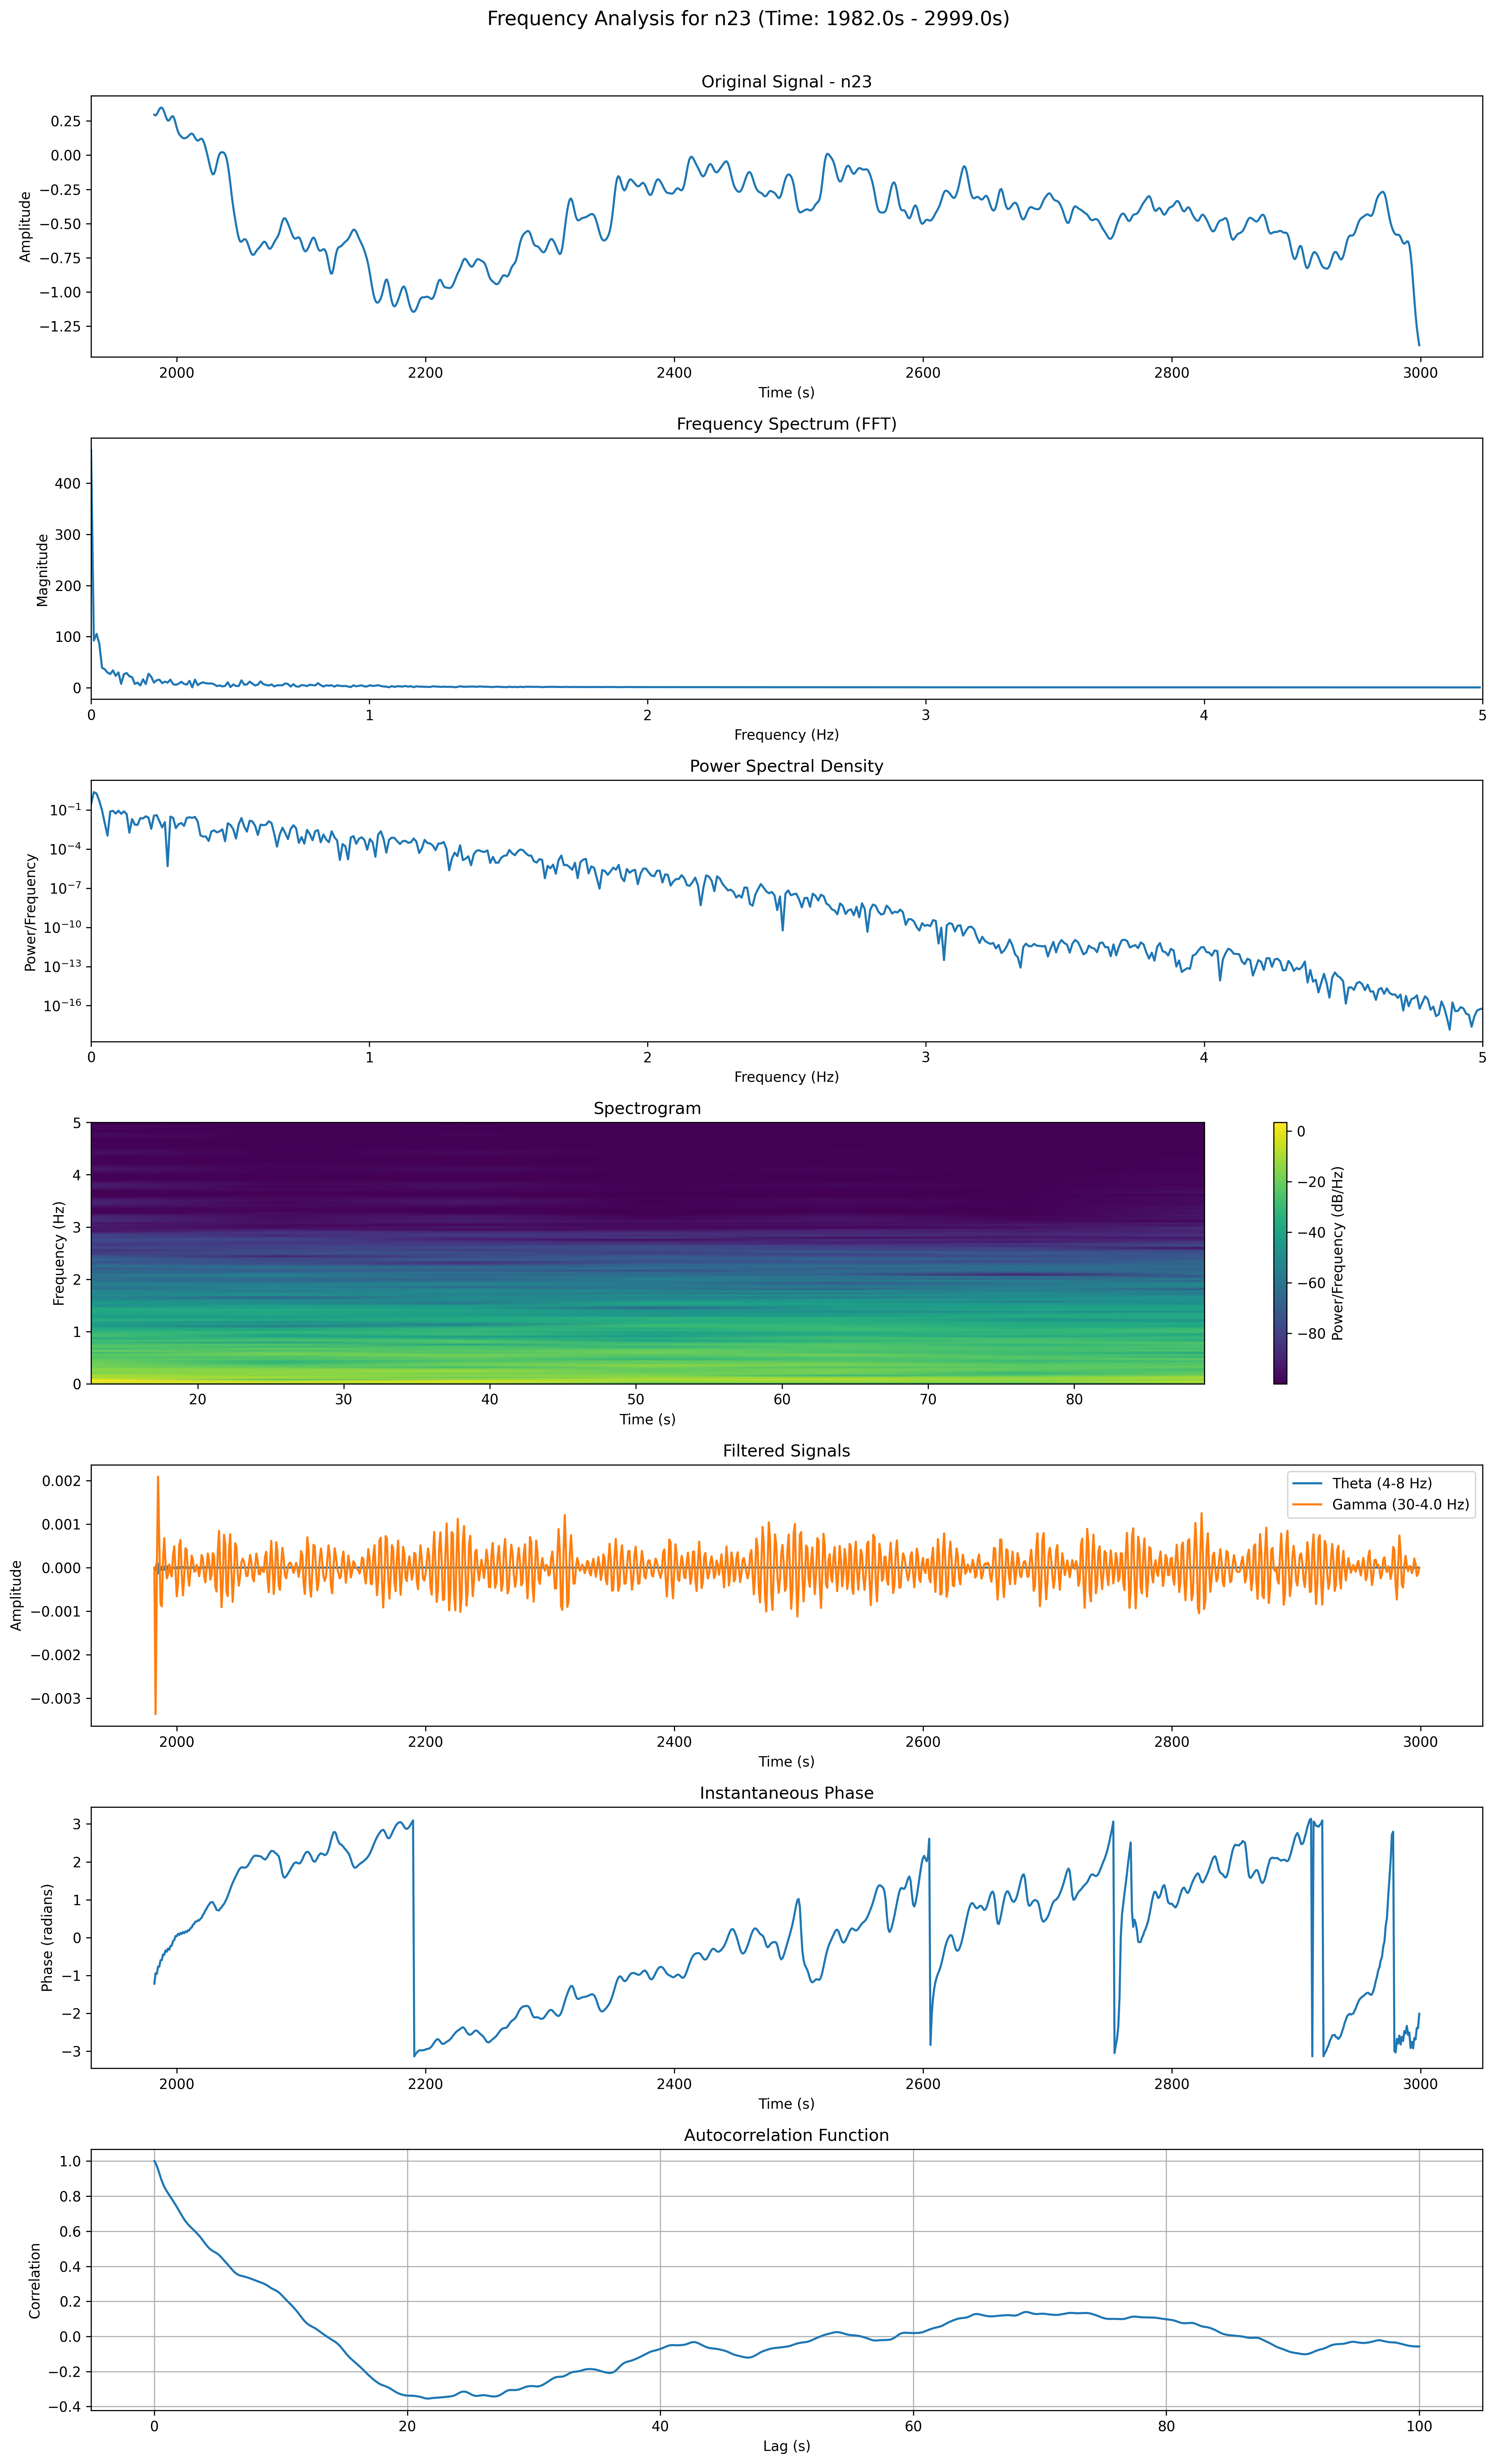 Frequency Analysis for n23 (Time: 1982.0s - 2999.0s)
Original Signal - n23
Amplitude
0.25
0.00
−0.25
−0.50
−0.75
−1.00
−1.25
2000 2200 2400 2600 2800 3000
Time (s)
Frequency Spectrum (FFT)
Magnitude
400
300
200
100
0
0 1 2 3 4 5
Frequency (Hz)
Power Spectral Density
Power/Frequency
10⁻¹
10⁻⁴
10⁻⁷
10⁻¹⁰
10⁻¹³
10⁻¹⁶
0 1 2 3 4 5
Frequency (Hz)
Spectrogram
Frequency (Hz)
5
4
3
2
1
0
20 30 40 50 60 70 80
Time (s)
0
−20
−40
−60
−80
Power/Frequency (dB/Hz)
Filtered Signals
Amplitude
0.002
0.001
0.000
−0.001
−0.002
−0.003
Theta (4-8 Hz)
Gamma (30-4.0 Hz)
2000 2200 2400 2600 2800 3000
Time (s)
Instantaneous Phase
Phase (radians)
3
2
1
0
−1
−2
−3
2000 2200 2400 2600 2800 3000
Time (s)
Autocorrelation Function
Correlation
1.0
0.8
0.6
0.4
0.2
0.0
−0.2
−0.4
0 20 40 60 80 100
Lag (s)